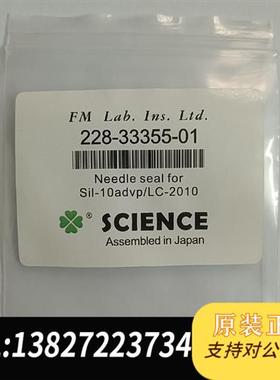 FM Lab. Ins. Ltd.
228-33355-01
Needle seal for
Sil-10advp/LC-2010
® SCIENCE
Assembled in Japan
原装正
支持对公
:13827223734